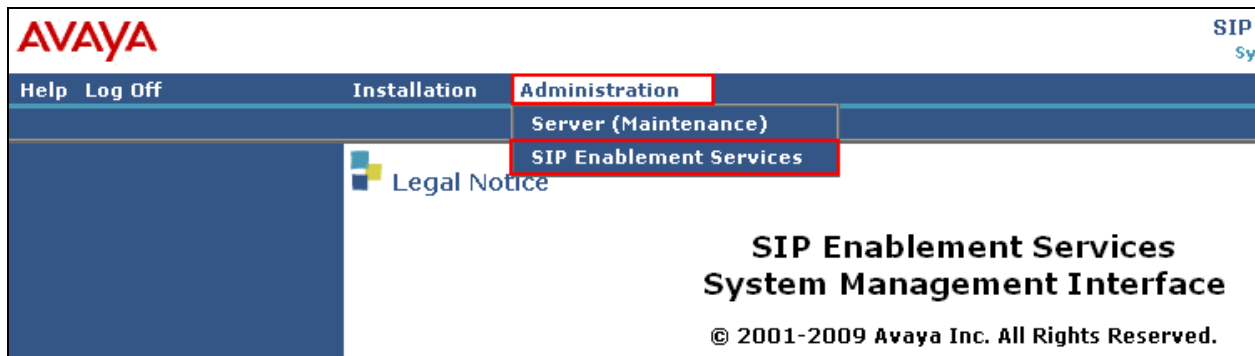 AVAYA
SIP
Sy
Help Log Off Installation Administration
Server (Maintenance)
SIP Enablement Services
Legal Notice
SIP Enablement Services
System Management Interface
© 2001-2009 Avaya Inc. All Rights Reserved.